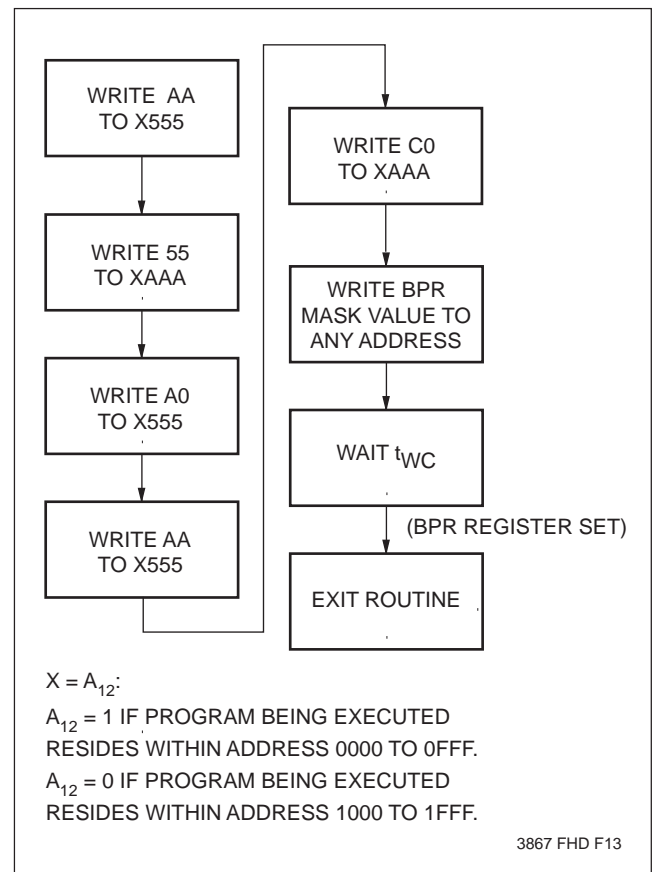 WRITE AA
TO X555
WRITE 55
TO XAAA
WRITE A0
TO X555
WRITE AA
TO X555
WRITE C0
TO XAAA
WRITE BPR
MASK VALUE TO
ANY ADDRESS
WAIT tWC
(BPR REGISTER SET)
EXIT ROUTINE
X = A12:
A12 = 1 IF PROGRAM BEING EXECUTED
RESIDES WITHIN ADDRESS 0000 TO 0FFF.
A12 = 0 IF PROGRAM BEING EXECUTED
RESIDES WITHIN ADDRESS 1000 TO 1FFF.
3867 FHD F13